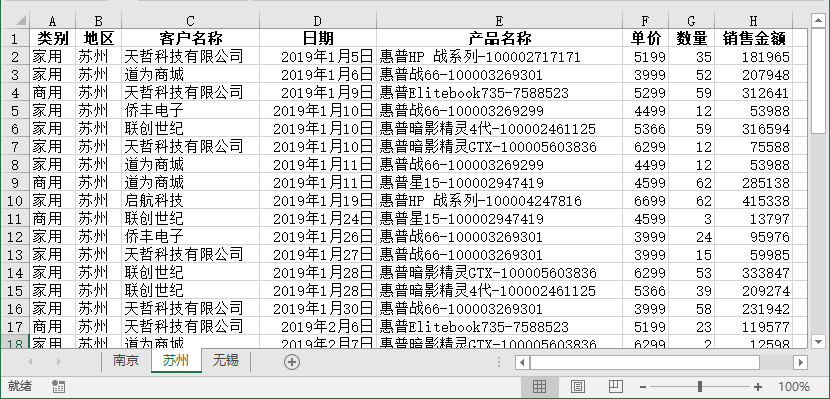 A B C D E F G H
1 类别 地区 客户名称 日期 产品名称 单价 数量 销售金额
2 家用 苏州 天哲科技有限公司 2019年1月5日 惠普HP 战系列-100002717171 5199 35 181965
3 家用 苏州 道为商城 2019年1月6日 惠普战66-100003269301 3999 52 207948
4 商用 苏州 天哲科技有限公司 2019年1月9日 惠普Elitebook735-7588523 5299 59 312641
5 家用 苏州 侨丰电子 2019年1月10日 惠普战66-100003269299 4499 12 53988
6 家用 苏州 联创世纪 2019年1月10日 惠普暗影精灵4代-100002461125 5366 59 316594
7 家用 苏州 天哲科技有限公司 2019年1月10日 惠普暗影精灵GTX-100005603836 6299 12 75588
8 家用 苏州 道为商城 2019年1月11日 惠普战66-100003269299 4499 12 53988
9 商用 苏州 道为商城 2019年1月11日 惠普星15-100002947419 4599 62 285138
10 家用 苏州 启航科技 2019年1月19日 惠普HP 战系列-100004247816 6699 62 415338
11 商用 苏州 联创世纪 2019年1月24日 惠普星15-100002947419 4599 3 13797
12 家用 苏州 侨丰电子 2019年1月26日 惠普战66-100003269301 3999 24 95976
13 家用 苏州 天哲科技有限公司 2019年1月27日 惠普战66-100003269301 3999 15 59985
14 家用 苏州 联创世纪 2019年1月28日 惠普暗影精灵GTX-100005603836 6299 53 333847
15 家用 苏州 联创世纪 2019年1月28日 惠普暗影精灵4代-100002461125 5366 39 209274
16 家用 苏州 天哲科技有限公司 2019年1月30日 惠普战66-100003269301 3999 58 231942
17 商用 苏州 天哲科技有限公司 2019年2月6日 惠普Elitebook735-7588523 5199 23 119577
18 家用 苏州 道为商城 2019年2月7日 惠普暗影精灵GTX-100005603836 6299 2 12598
南京 苏州 无锡
就绪 100%